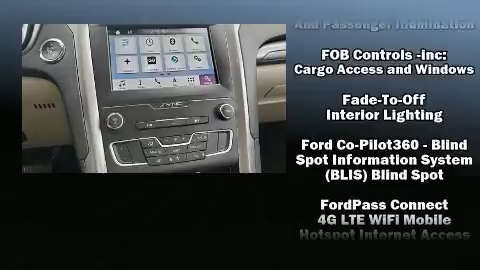 And Passenger Illumination
FOB Controls -inc:
Cargo Access and Windows
Fade-To-Off
Interior Lighting
Ford Co-Pilot360 - Blind
Spot Information System
(BLIS) Blind Spot
FordPass Connect
4G LTE WiFi Mobile
Hotspot Internet Access
SYNC